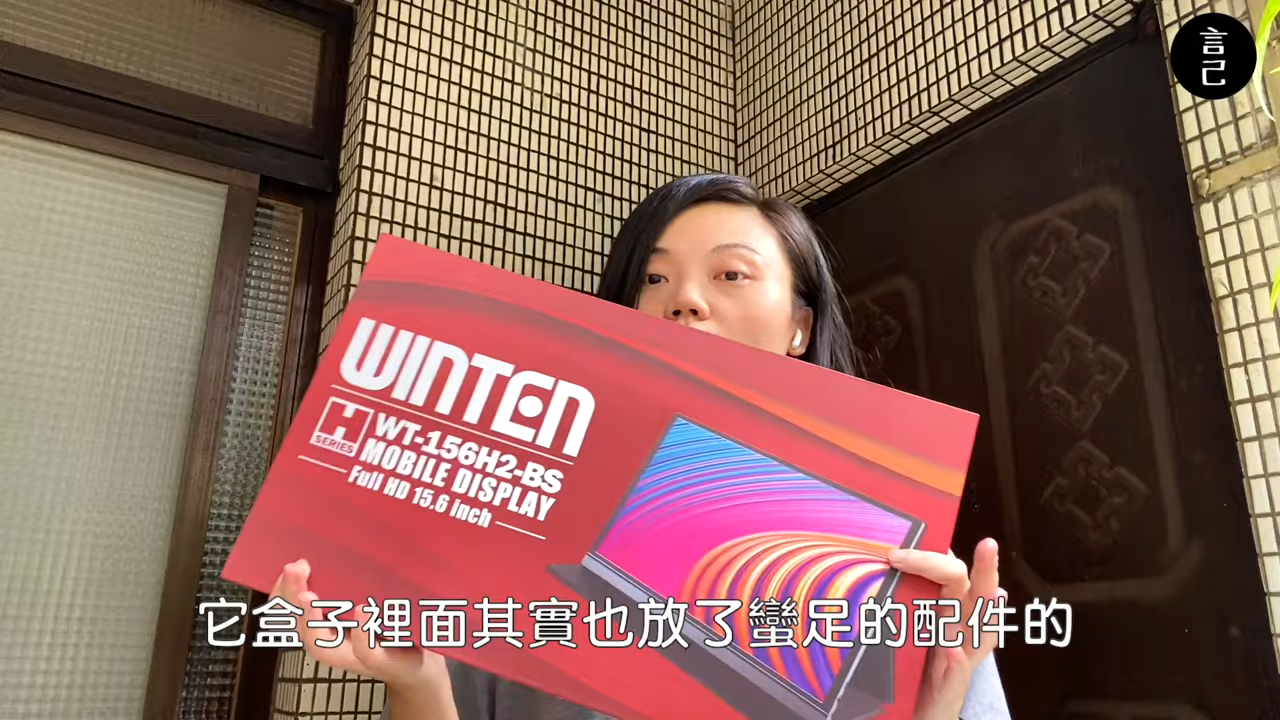 言己
WINTEN
H SERIES
WT-156H2-BS
MOBILE DISPLAY
Full HD 15.6 inch
它盒子裡面其實也放了蠻足的配件的